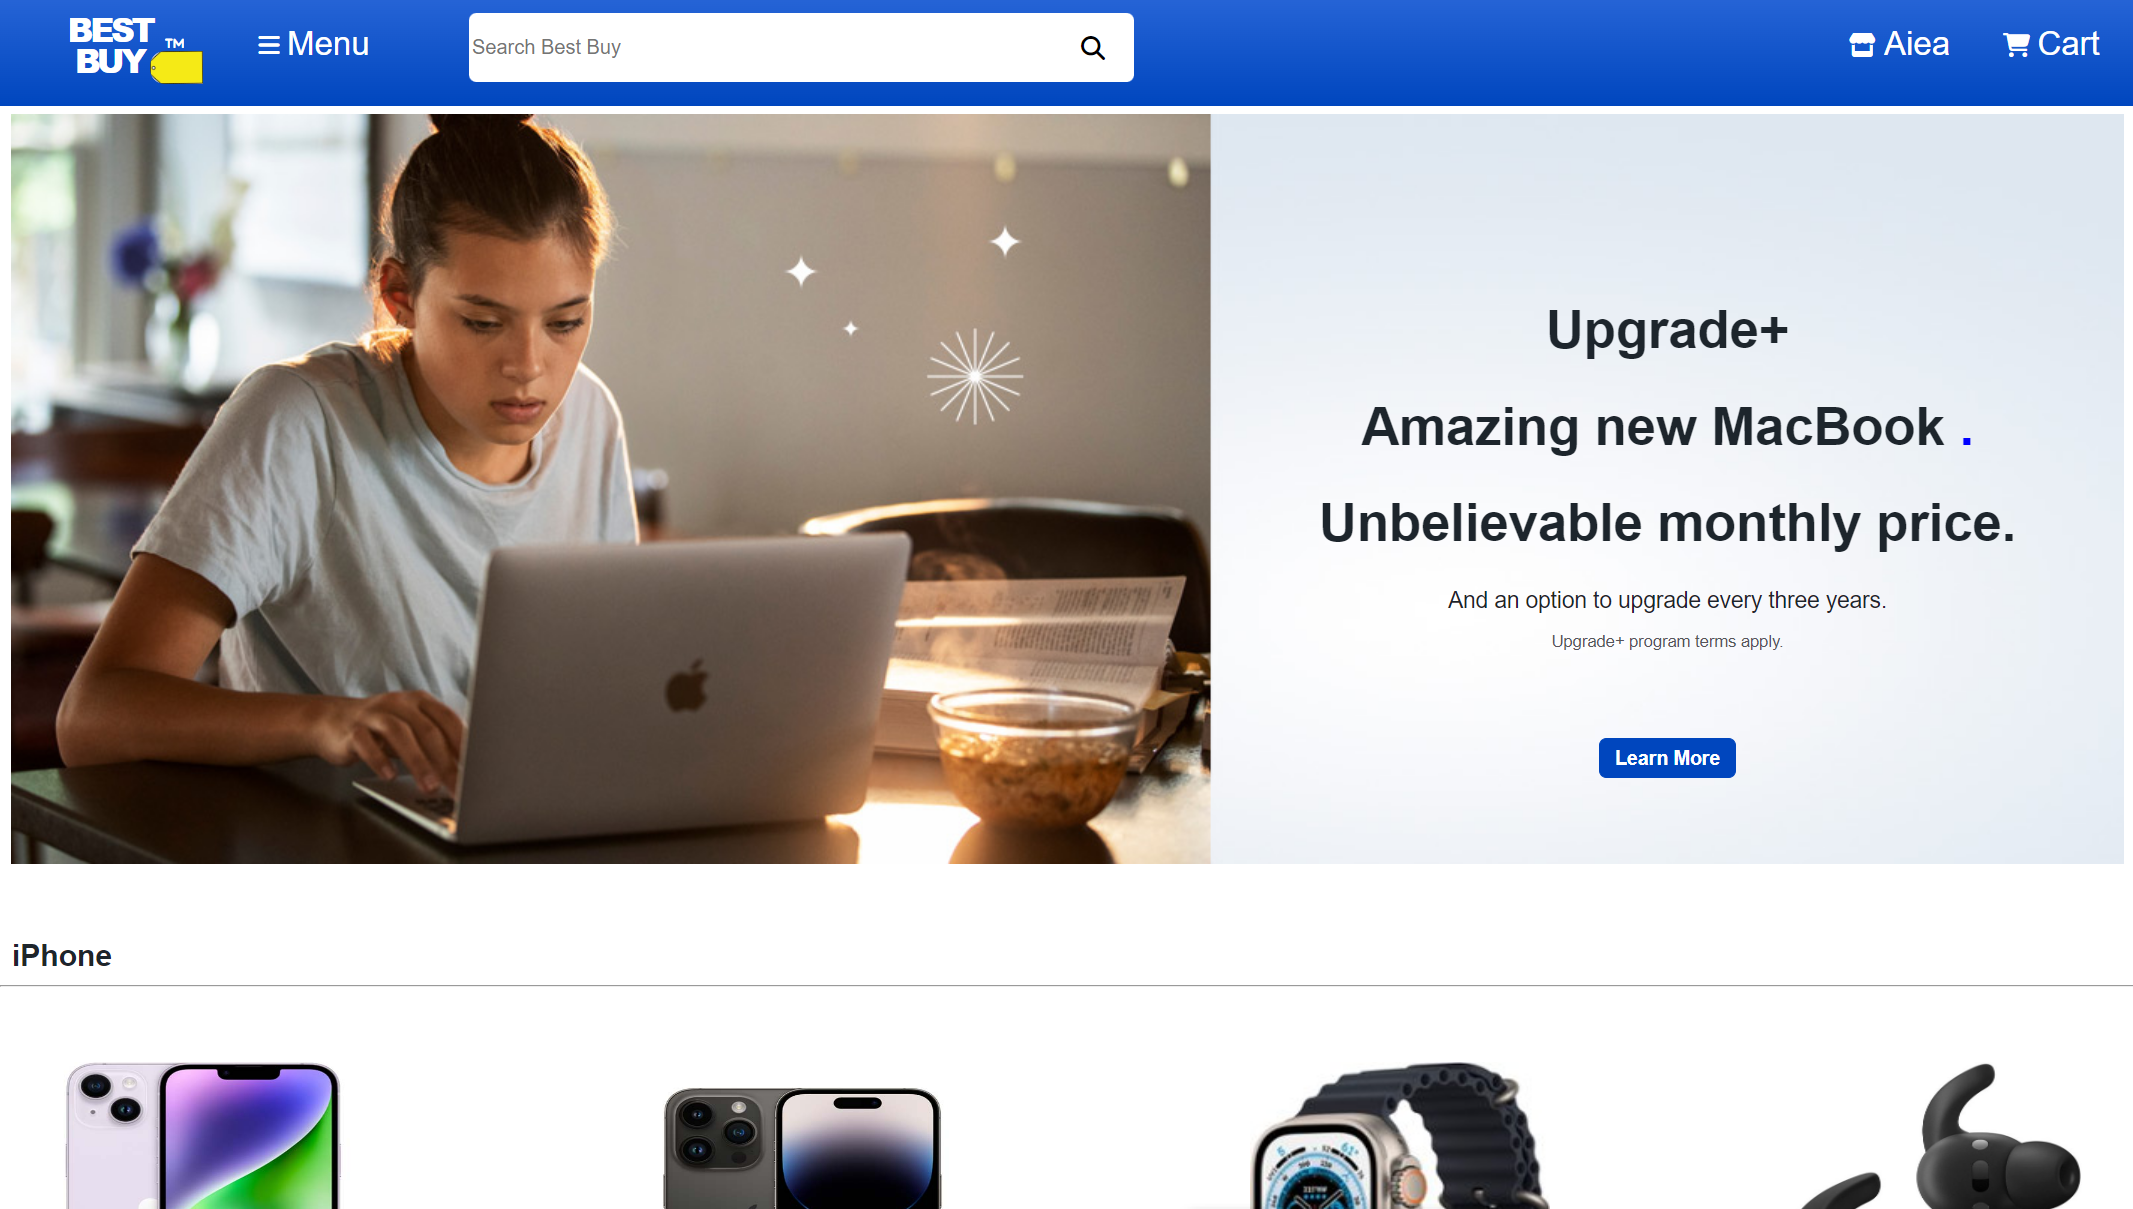 BEST
BUY TM
Menu
Search Best Buy
Aiea
Cart
Upgrade+
Amazing new MacBook .
Unbelievable monthly price.
And an option to upgrade every three years.
Upgrade+ program terms apply.
Learn More
iPhone